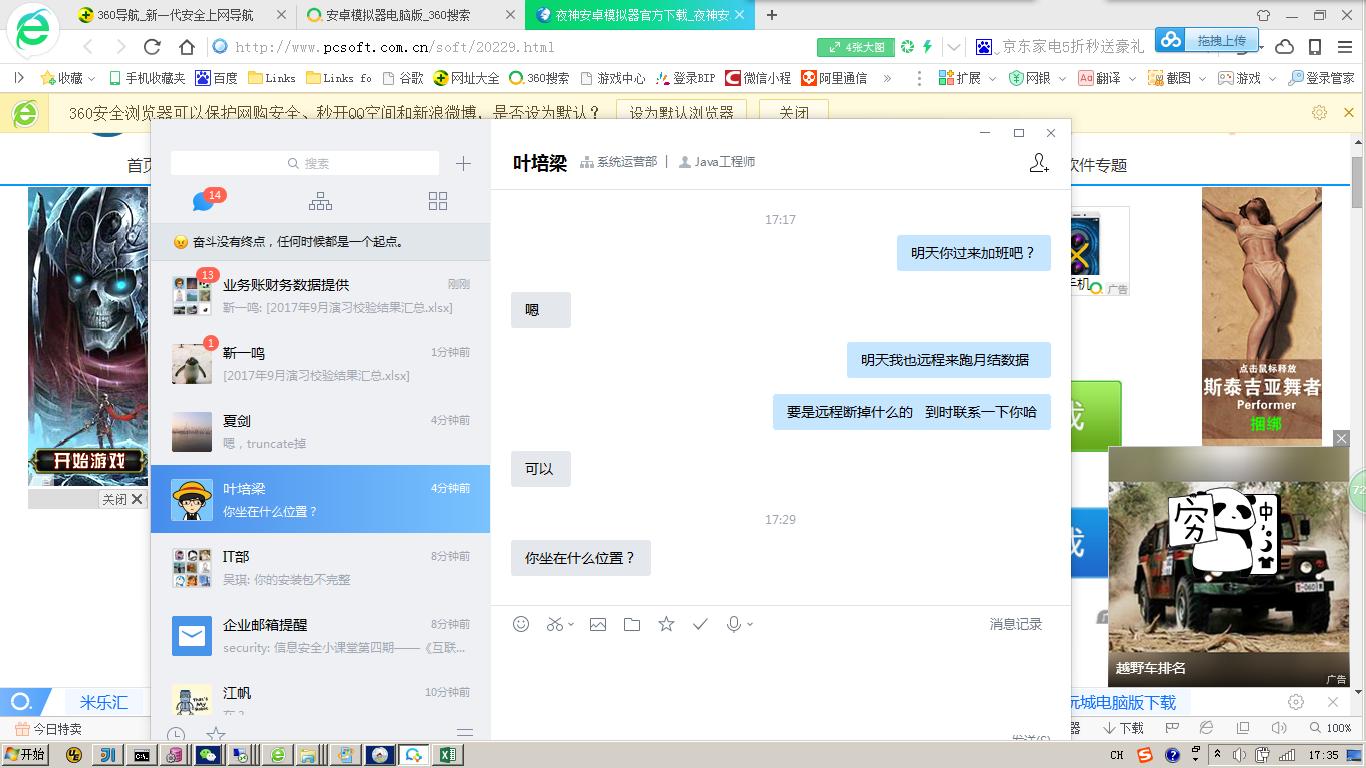 360导航_新一代安全上网导航
安卓模拟器电脑版_360搜索
夜神安卓模拟器官方下载_夜神安
http://www.pcsoft.com.cn/soft/20229.html
4张大图
京东家电5折秒送豪礼
拖拽上传
收藏
手机收藏夹
百度
Links
Links fo
谷歌
网址大全
360搜索
游戏中心
登录BIP
微信小程
阿里通信
扩展
网银
Aa
翻译
截图
游戏
登录管家
360安全浏览器可以保护网购安全、秒开QQ空间和新浪微博，是否设为默认？
设为默认浏览器
关闭
首页
软件专题
搜索
14
奋斗没有终点，任何时候都是一个起点。
13
业务账财务数据提供
刚刚
靳一鸣: [2017年9月演习校验结果汇总.xlsx]
1
靳一鸣
1分钟前
[2017年9月演习校验结果汇总.xlsx]
夏剑
4分钟前
嗯，truncate掉
叶培梁
4分钟前
你坐在什么位置？
IT部
8分钟前
吴琪: 你的安装包不完整
企业邮箱提醒
8分钟前
security: 信息安全小课堂第四期——《互联...
江帆
10分钟前
在？
叶培梁
系统运营部
Java工程师
17:17
明天你过来加班吧？
嗯
明天我也远程来跑月结数据
要是远程断掉什么的 到时联系一下你哈
可以
17:29
你坐在什么位置？
消息记录
发送(S)
开始游戏
关闭
手机
广告
点击鼠标释放
斯泰吉亚舞者
Performer
捆绑
载
载
72
穷
中
T-060
越野车排名
广告
米乐汇
玩城电脑版下载
今日特卖
器
下载
100%
开始
CH
17:35